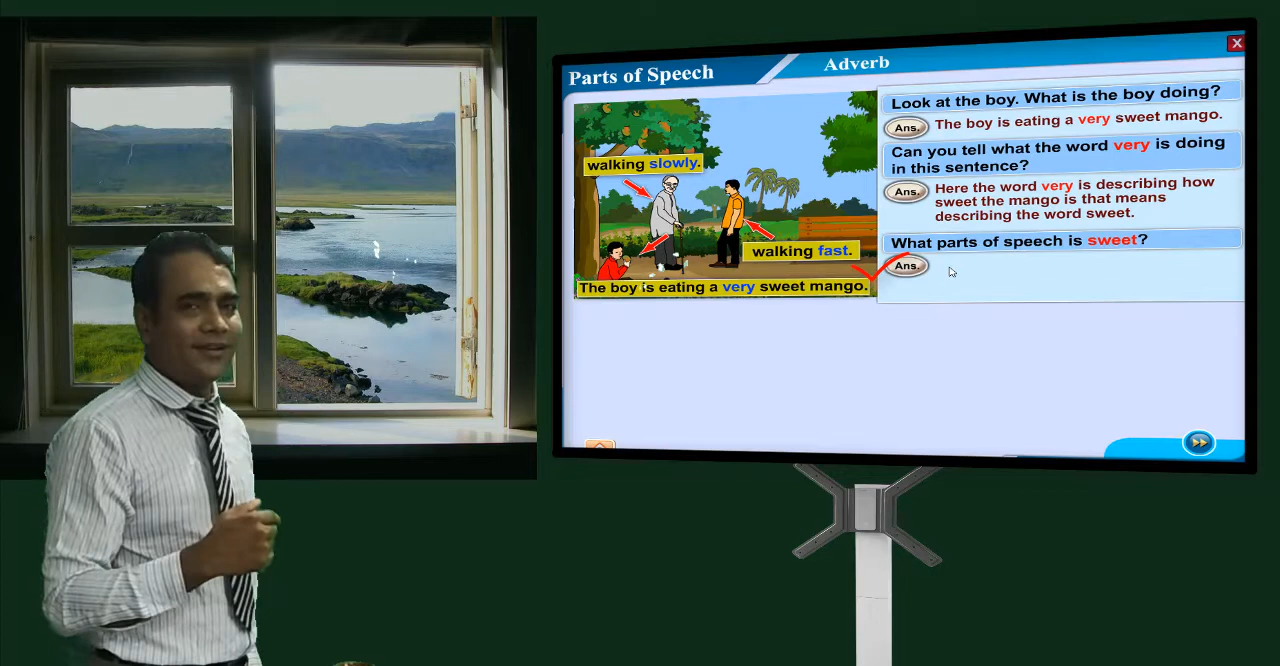 Parts of Speech
Adverb
X
walking slowly.
walking fast.
The boy is eating a very sweet mango.
Look at the boy. What is the boy doing?
Ans. The boy is eating a very sweet mango.
Can you tell what the word very is doing
in this sentence?
Ans. Here the word very is describing how
sweet the mango is that means
describing the word sweet.
What parts of speech is sweet?
Ans.